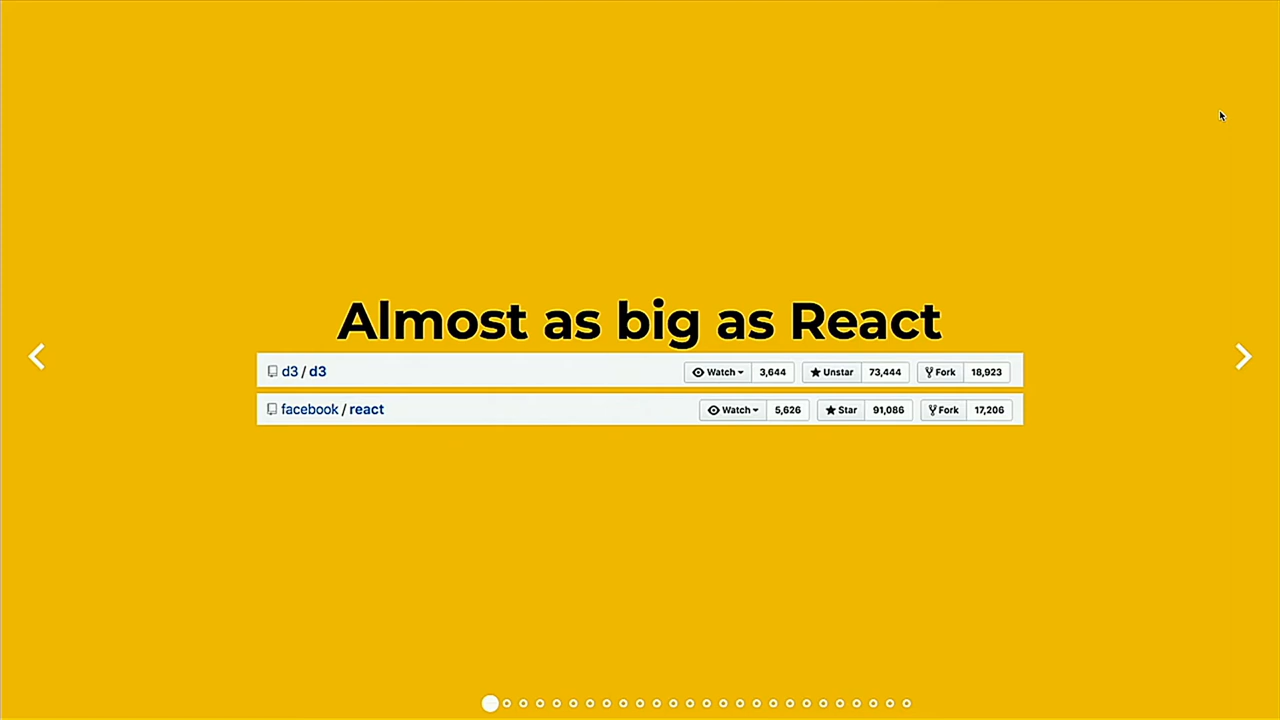 Almost as big as React
d3 / d3 Watch 3,644 Unstar 73,444 Fork 18,923
facebook / react Watch 5,626 Star 91,086 Fork 17,206